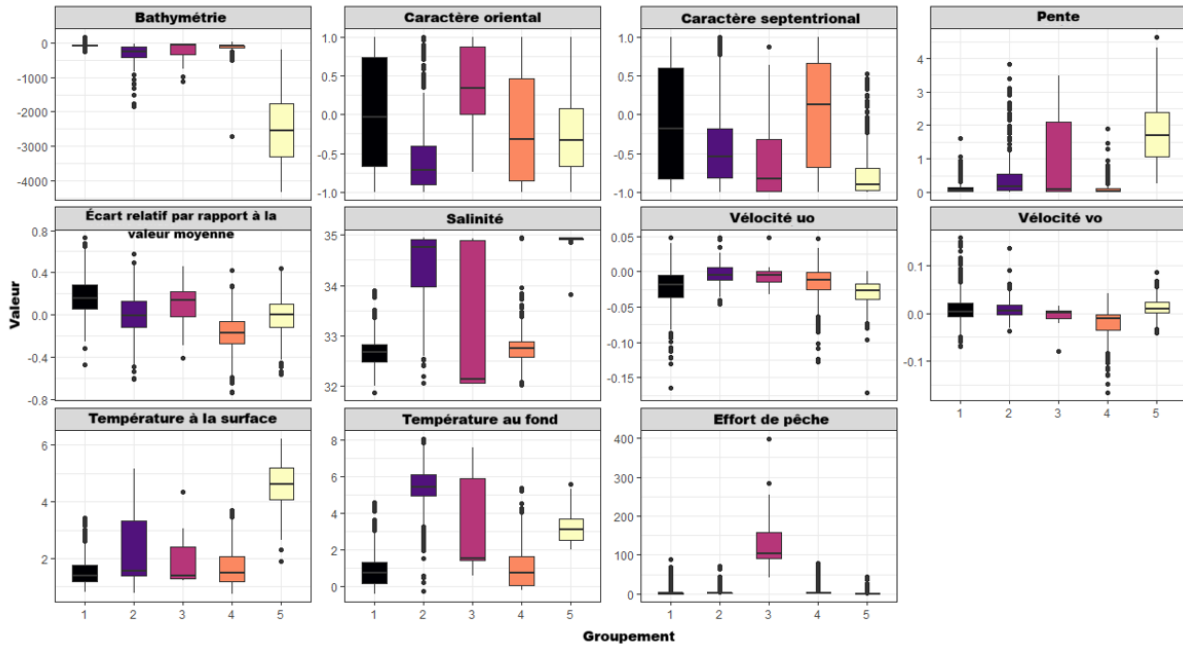 Bathymétrie
Caractère oriental
Caractère septentrional
Pente
0
-1000
-2000
-3000
-4000
1.0
0.5
0.0
-0.5
-1.0
1.0
0.5
0.0
-0.5
-1.0
5
4
3
2
1
0
Écart relatif par rapport à la
valeur moyenne
Salinité
Vélocité uo
Vélocité vo
0.8
0.4
0.0
-0.4
-0.8
35
34
33
32
0.05
0.00
-0.05
-0.10
-0.15
0.1
0.0
-0.1
1 2 3 4 5
Valeur
Température à la surface
Température au fond
Effort de pêche
6
4
2
8
6
4
2
0
400
300
200
100
0
1 2 3 4 5
1 2 3 4 5
1 2 3 4 5
Groupement